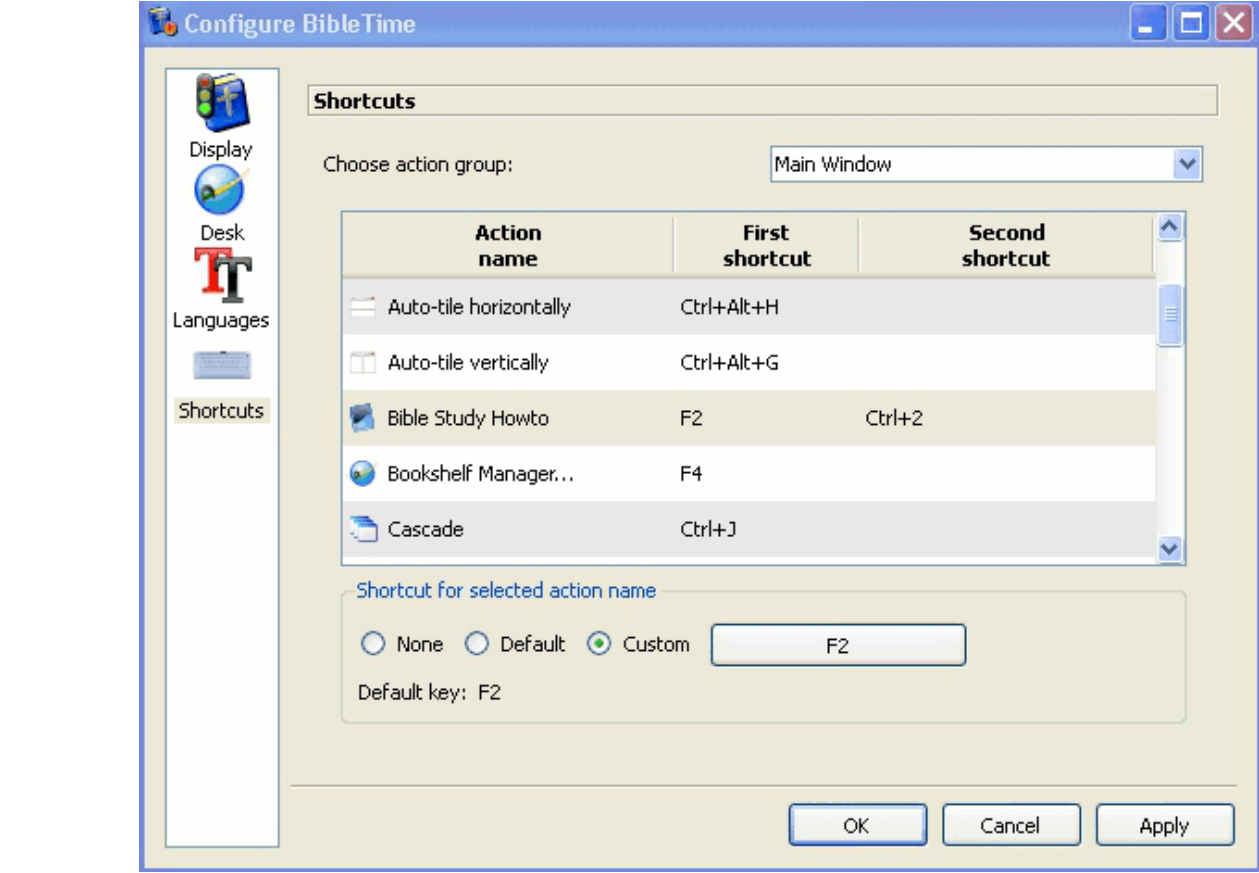 Configure BibleTime
Display
Desk
Languages
Shortcuts
Shortcuts
Choose action group: Main Window
Action name First shortcut Second shortcut
Auto-tile horizontally Ctrl+Alt+H
Auto-tile vertically Ctrl+Alt+G
Bible Study Howto F2 Ctrl+2
Bookshelf Manager... F4
Cascade Ctrl+J
Shortcut for selected action name
None Default Custom F2
Default key: F2
OK Cancel Apply